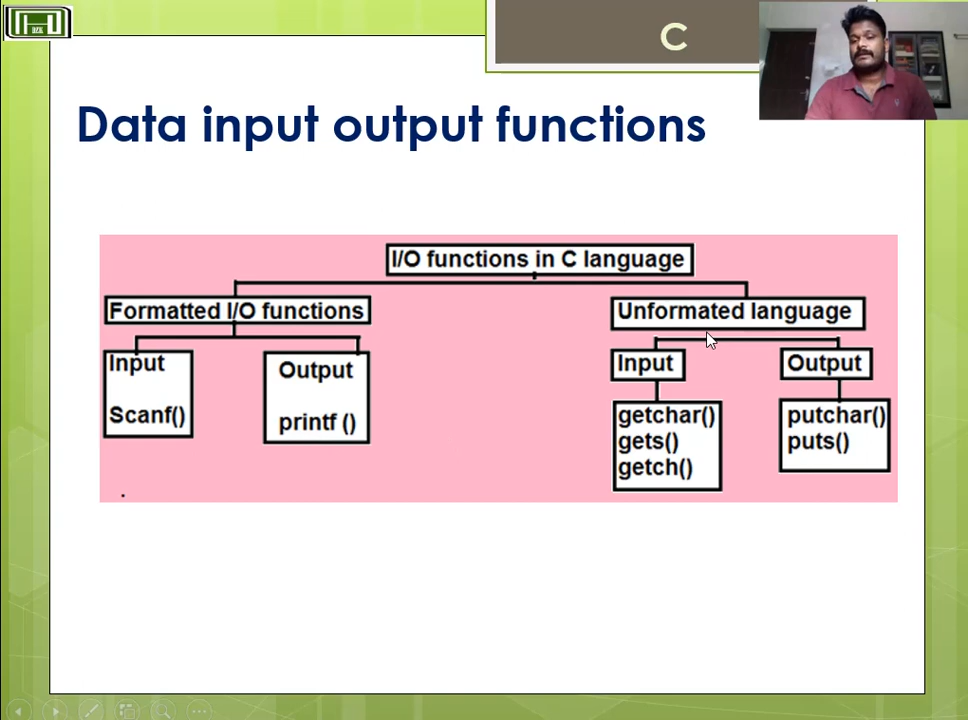 C
Data input output functions
I/O functions in C language
Formatted I/O functions
Unformated language
Input
Scanf()
Output
printf ()
Input
getchar()
gets()
getch()
Output
putchar()
puts()
.